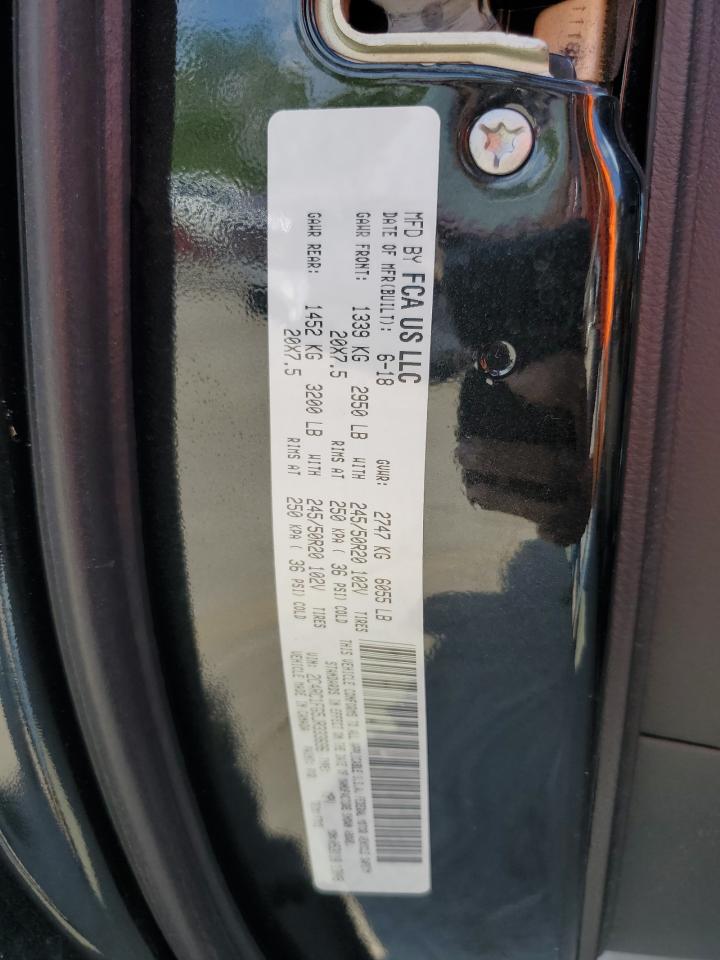 MFD BY FCA US LLC
DATE OF MFR(BUILT): 6-18 GVWR: 2747 KG 6055 LB
GAWR FRONT: 1339 KG 2950 LB WITH 245/50R20 102V TIRES
20X7.5 RIMS AT 250 KPA ( 36 PSI) COLD
GAWR REAR: 1452 KG 3200 LB WITH 245/50R20 102V TIRES
20X7.5 RIMS AT 250 KPA ( 36 PSI) COLD
THIS VEHICLE CONFORMS TO ALL APPLICABLE U.S.A. FEDERAL MOTOR VEHICLE SAFETY
STANDARDS IN EFFECT ON THE DATE OF MANUFACTURE SHOWN ABOVE.
VIN: TYPE: MPV
VEHICLE MADE IN CANADA PAINT: